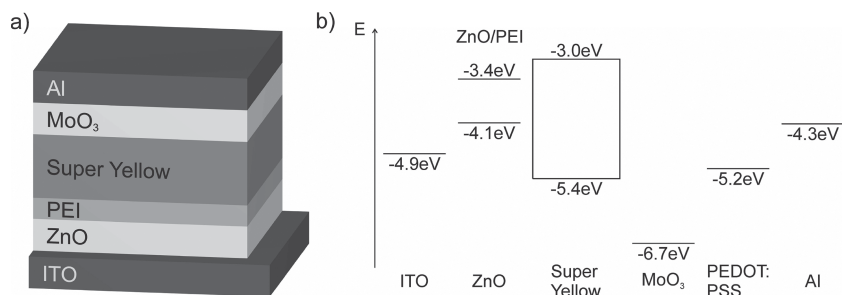 a)
Al
MoO₃
Super Yellow
PEI
ZnO
ITO
b)
E
ZnO/PEI
-3.4eV
-4.1eV
-3.0eV
-4.9eV
-5.4eV
-6.7eV
-5.2eV
-4.3eV
ITO
ZnO
Super
Yellow
MoO₃
PEDOT:
PSS
Al